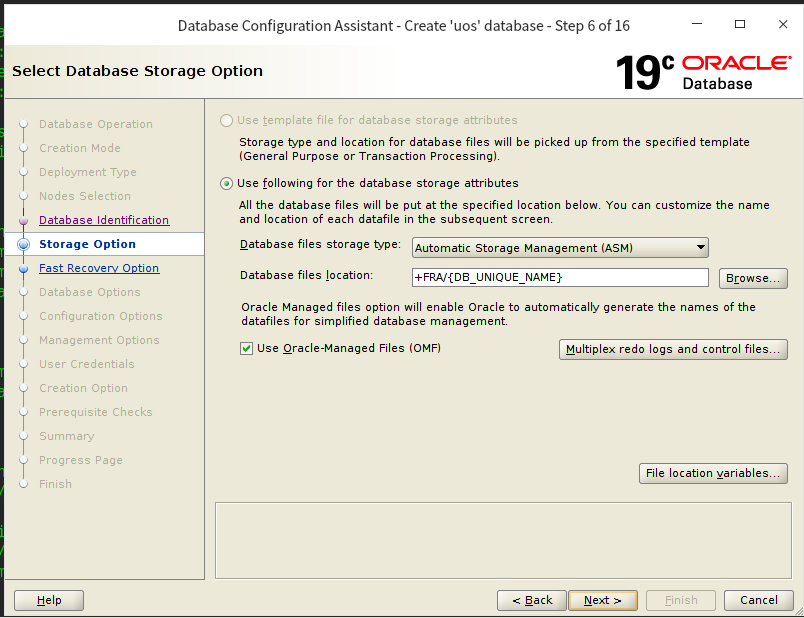 Database Configuration Assistant - Create 'uos' database - Step 6 of 16
Select Database Storage Option
19c ORACLE
Database
Database Operation
Creation Mode
Deployment Type
Nodes Selection
Database Identification
Storage Option
Fast Recovery Option
Database Options
Configuration Options
Management Options
User Credentials
Creation Option
Prerequisite Checks
Summary
Progress Page
Finish
Use template file for database storage attributes
Storage type and location for database files will be picked up from the specified template
(General Purpose or Transaction Processing).
Use following for the database storage attributes
All the database files will be put at the specified location below. You can customize the name
and location of each datafile in the subsequent screen.
Database files storage type: Automatic Storage Management (ASM)
Database files location: +FRA/{DB_UNIQUE_NAME} Browse...
Oracle Managed files option will enable Oracle to automatically generate the names of the
datafiles for simplified database management.
Use Oracle-Managed Files (OMF) Multiplex redo logs and control files...
File location variables...
Help < Back Next > Finish Cancel